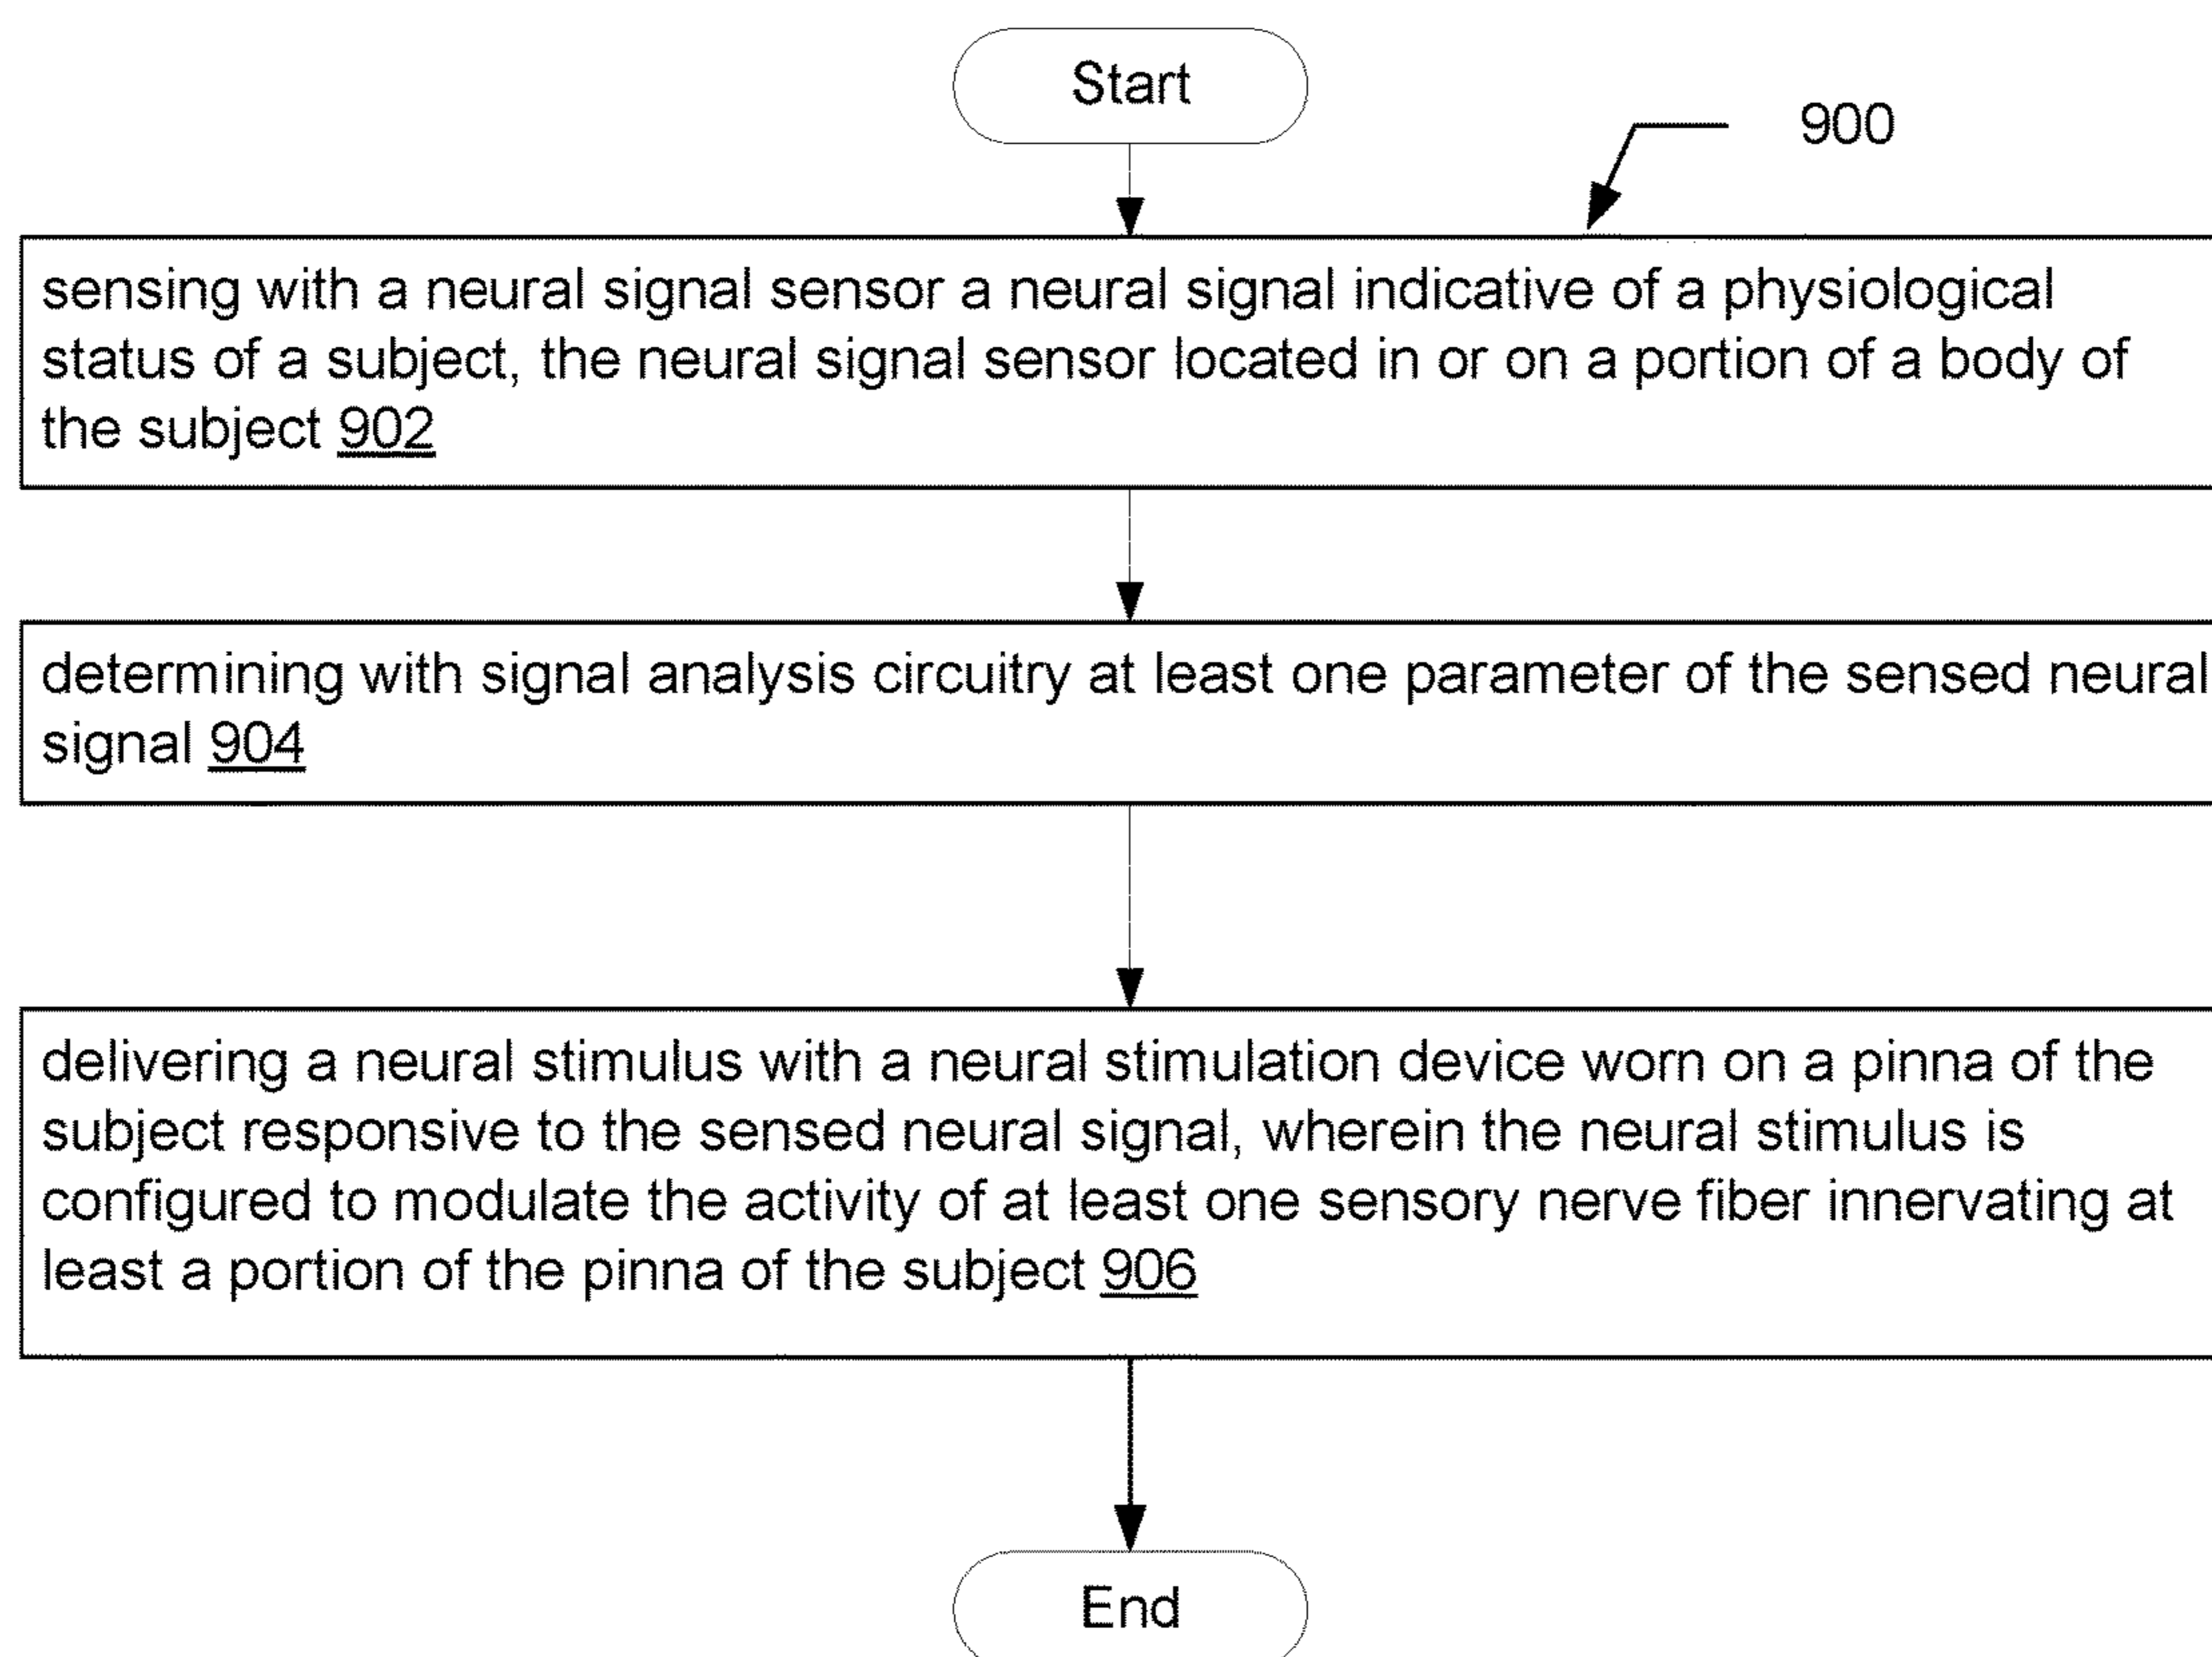 Start
900
sensing with a neural signal sensor a neural signal indicative of a physiological
status of a subject, the neural signal sensor located in or on a portion of a body of
the subject 902
determining with signal analysis circuitry at least one parameter of the sensed neural
signal 904
delivering a neural stimulus with a neural stimulation device worn on a pinna of the
subject responsive to the sensed neural signal, wherein the neural stimulus is
configured to modulate the activity of at least one sensory nerve fiber innervating at
least a portion of the pinna of the subject 906
End